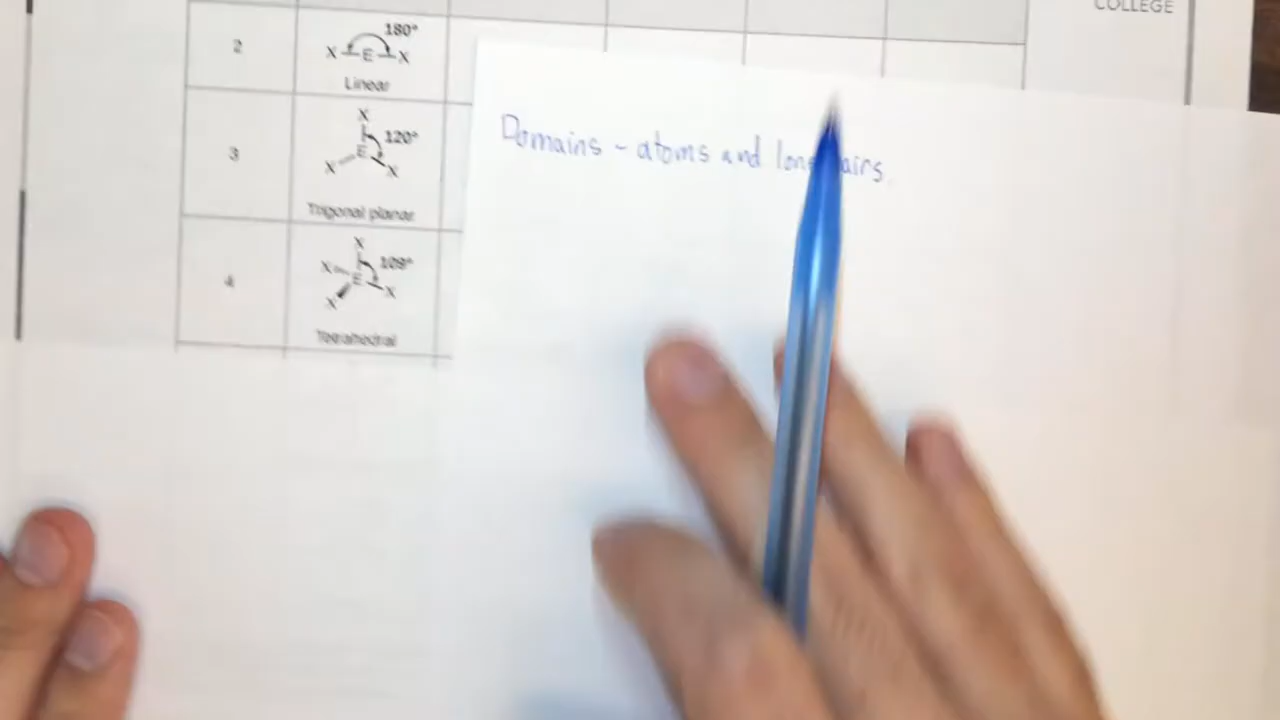 COLLEGE
2
180°
X E X
Linear
3
X
120°
E
X X
Trigonal planar
4
X
X 109°
E
X X
Tetrahedral
Domains - atoms and lone pairs.